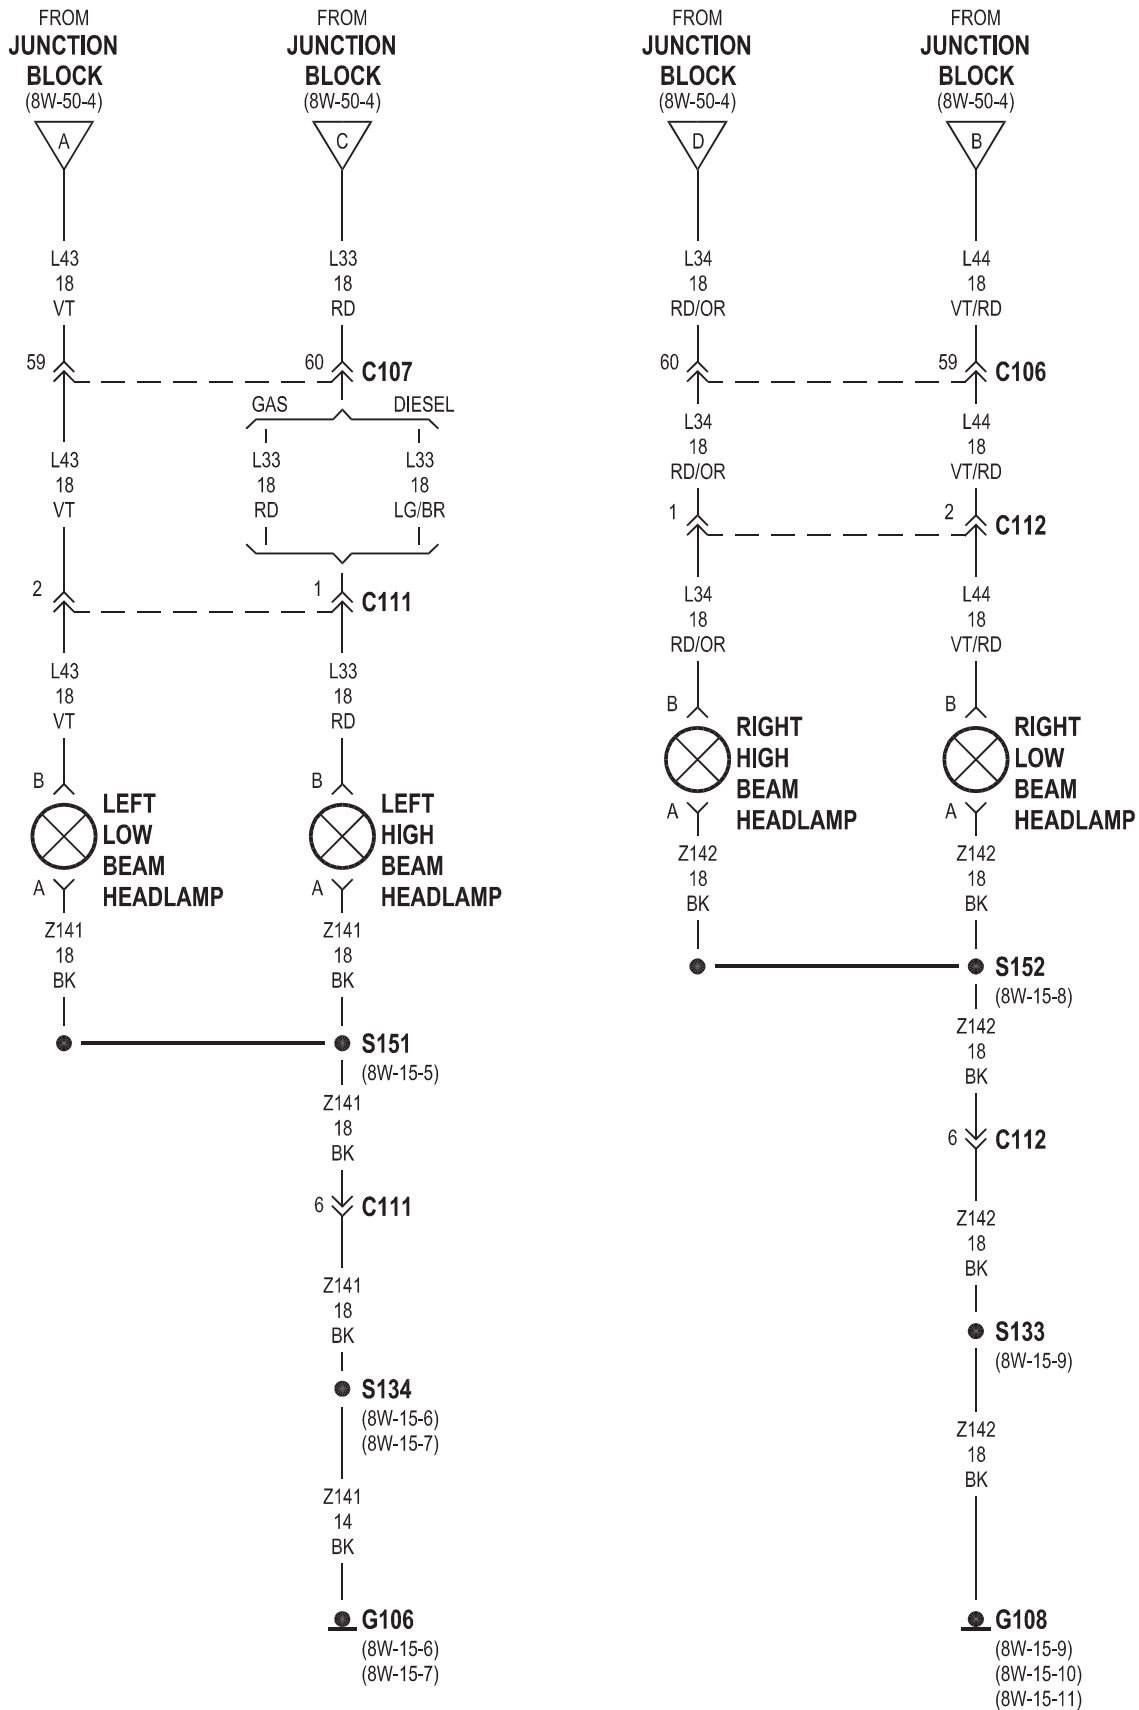 FROM
JUNCTION
BLOCK
(8W-50-4)
A
L43
18
VT
59
L43
18
VT
2
L43
18
VT
B
LEFT
LOW
BEAM
HEADLAMP
A
Z141
18
BK
FROM
JUNCTION
BLOCK
(8W-50-4)
C
L33
18
RD
60
C107
GAS
DIESEL
L33
18
RD
L33
18
LG/BR
1
C111
L33
18
RD
B
LEFT
HIGH
BEAM
HEADLAMP
A
Z141
18
BK
S151
(8W-15-5)
Z141
18
BK
6
C111
Z141
18
BK
S134
(8W-15-6)
(8W-15-7)
Z141
14
BK
G106
(8W-15-6)
(8W-15-7)
FROM
JUNCTION
BLOCK
(8W-50-4)
D
L34
18
RD/OR
60
L34
18
RD/OR
1
L34
18
RD/OR
B
RIGHT
HIGH
BEAM
HEADLAMP
A
Z142
18
BK
FROM
JUNCTION
BLOCK
(8W-50-4)
B
L44
18
VT/RD
59
C106
L44
18
VT/RD
2
C112
L44
18
VT/RD
B
RIGHT
LOW
BEAM
HEADLAMP
A
Z142
18
BK
S152
(8W-15-8)
Z142
18
BK
6
C112
Z142
18
BK
S133
(8W-15-9)
Z142
18
BK
G108
(8W-15-9)
(8W-15-10)
(8W-15-11)